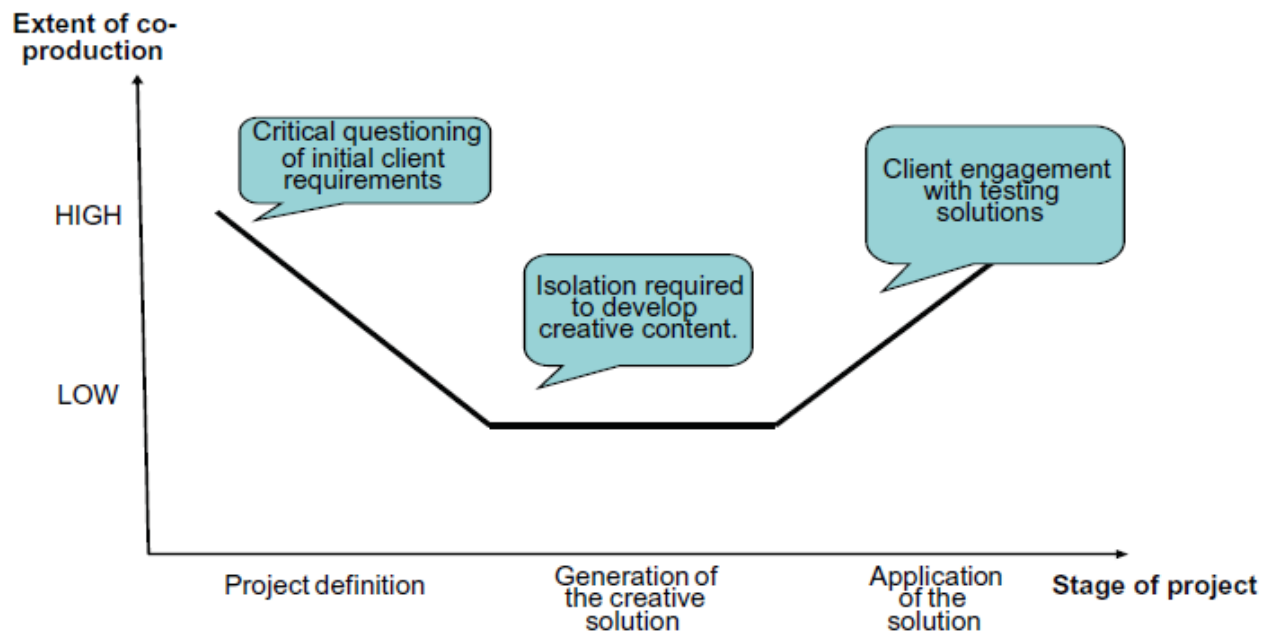 Extent of co-
production
Critical questioning
of initial client
requirements
Client engagement
with testing
solutions
HIGH
Isolation required
to develop
creative content.
LOW
Project definition
Generation of
the creative
solution
Application
of the
solution
Stage of project